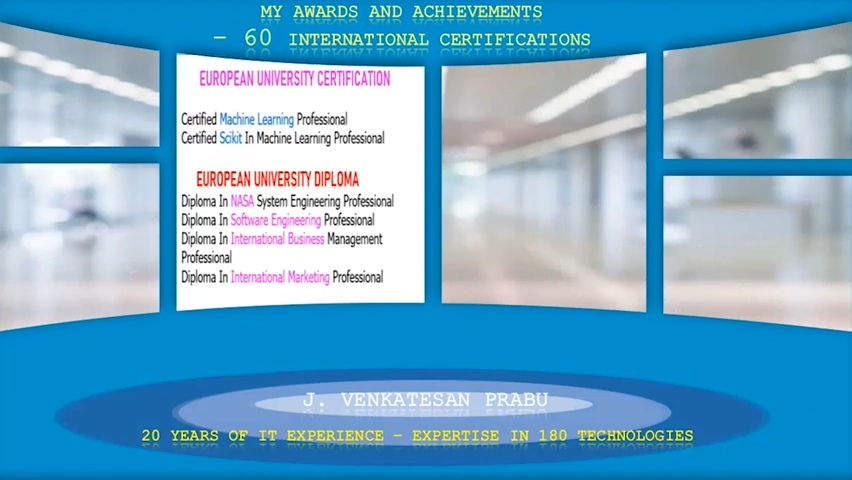 MY AWARDS AND ACHIEVEMENTS
– 60 INTERNATIONAL CERTIFICATIONS
EUROPEAN UNIVERSITY CERTIFICATION
Certified Machine Learning Professional
Certified Scikit In Machine Learning Professional
EUROPEAN UNIVERSITY DIPLOMA
Diploma In NASA System Engineering Professional
Diploma In Software Engineering Professional
Diploma In International Business Management
Professional
Diploma In International Marketing Professional
J. VENKATESAN PRABU
20 YEARS OF IT EXPERIENCE – EXPERTISE IN 180 TECHNOLOGIES